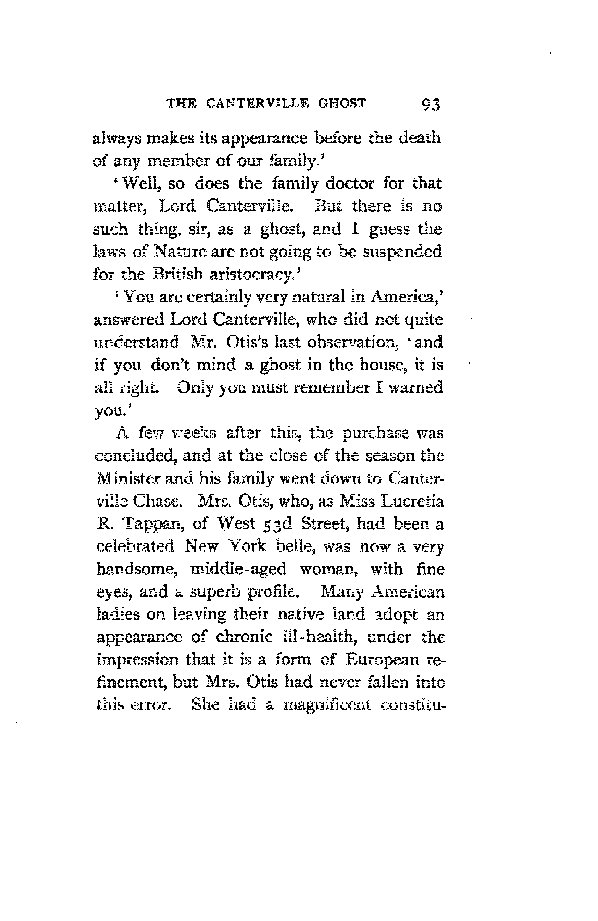 THE CANTERVILLE GHOST 93
always makes its appearance before the death
of any member of our family.'
'Well, so does the family doctor for that
matter, Lord Canterville. But there is no
such thing, sir, as a ghost, and I guess the
laws of Nature are not going to be suspended
for the British aristocracy.'
'You are certainly very natural in America,'
answered Lord Canterville, who did not quite
understand Mr. Otis's last observation, 'and
if you don't mind a ghost in the house, it is
all right. Only you must remember I warned
you.'
A few weeks after this, the purchase was
concluded, and at the close of the season the
Minister and his family went down to Canter-
ville Chase. Mrs. Otis, who, as Miss Lucretia
R. Tappan, of West 53d Street, had been a
celebrated New York belle, was now a very
handsome, middle-aged woman, with fine
eyes, and a superb profile. Many American
ladies on leaving their native land adopt an
appearance of chronic ill-health, under the
impression that it is a form of European re-
finement, but Mrs. Otis had never fallen into
this error. She had a magnificent constitu-